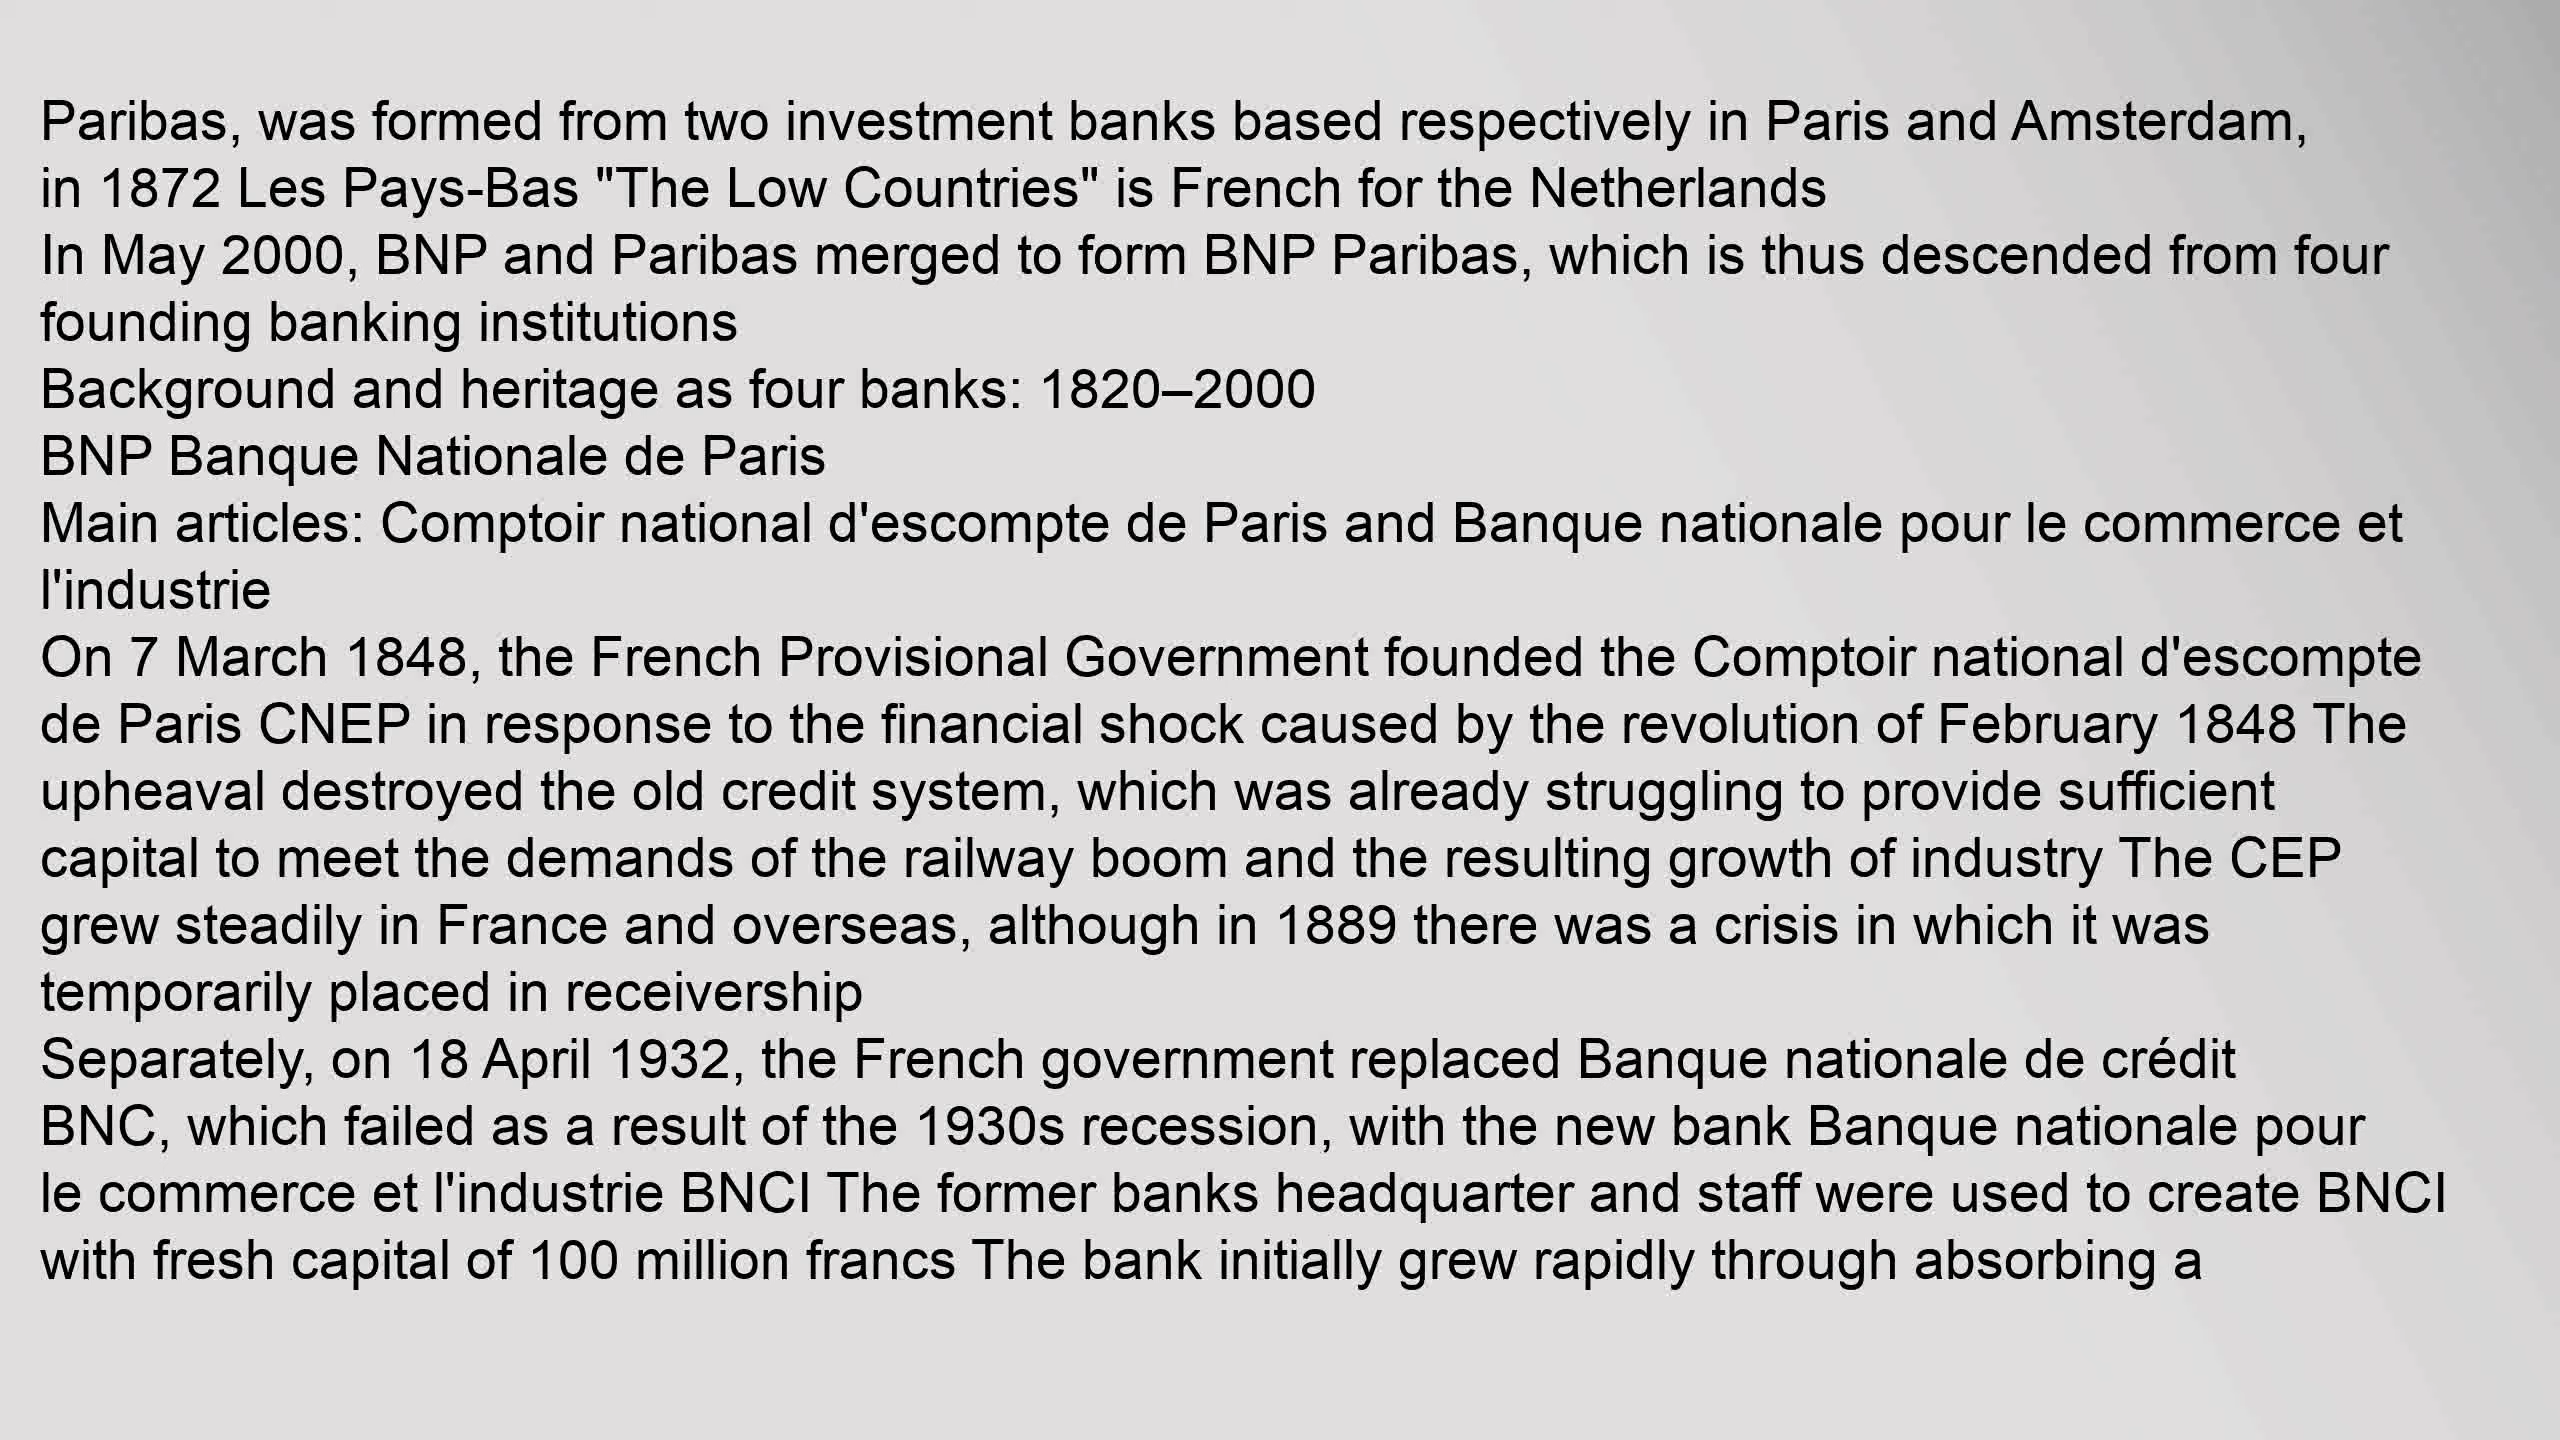 Paribas, was formed from two investment banks based respectively in Paris and Amsterdam,
in 1872 Les Pays-Bas "The Low Countries" is French for the Netherlands
In May 2000, BNP and Paribas merged to form BNP Paribas, which is thus descended from four
founding banking institutions
Background and heritage as four banks: 1820–2000
BNP Banque Nationale de Paris
Main articles: Comptoir national d'escompte de Paris and Banque nationale pour le commerce et
l'industrie
On 7 March 1848, the French Provisional Government founded the Comptoir national d'escompte
de Paris CNEP in response to the financial shock caused by the revolution of February 1848 The
upheaval destroyed the old credit system, which was already struggling to provide sufficient
capital to meet the demands of the railway boom and the resulting growth of industry The CEP
grew steadily in France and overseas, although in 1889 there was a crisis in which it was
temporarily placed in receivership
Separately, on 18 April 1932, the French government replaced Banque nationale de crédit
BNC, which failed as a result of the 1930s recession, with the new bank Banque nationale pour
le commerce et l'industrie BNCI The former banks headquarter and staff were used to create BNCI
with fresh capital of 100 million francs The bank initially grew rapidly through absorbing a